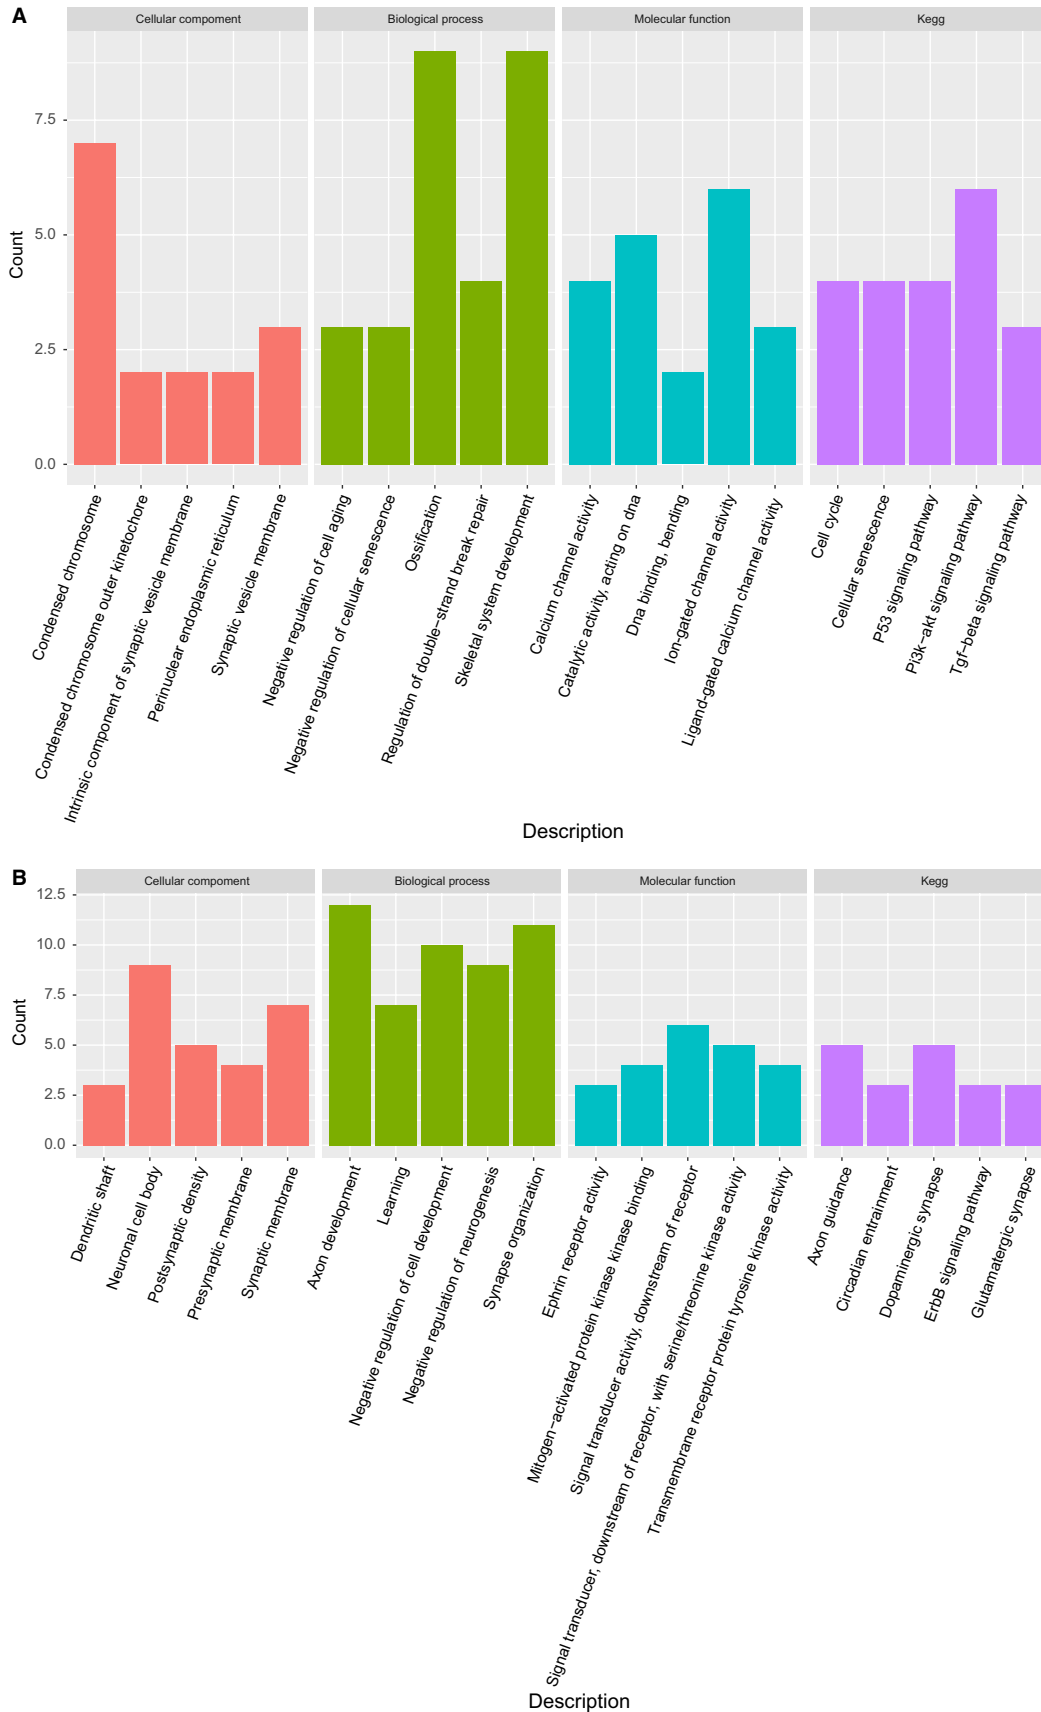 A
Cellular compoment
Biological process
Molecular function
Kegg
7.5
5.0
2.5
0.0
Count
Condensed chromosome
Condensed chromosome outer kinetochore
Intrinsic component of synaptic vesicle membrane
Perinuclear endoplasmic reticulum
Synaptic vesicle membrane
Negative regulation of cell aging
Negative regulation of cellular senescence
Ossification
Regulation of double−strand break repair
Skeletal system development
Calcium channel activity
Catalytic activity, acting on dna
Dna binding, bending
Ion-gated channel activity
Ligand-gated calcium channel activity
Cell cycle
Cellular senescence
P53 signaling pathway
Pi3k-akt signaling pathway
Tgf-beta signaling pathway
Description
B
Cellular compoment
Biological process
Molecular function
Kegg
12.5
10.0
7.5
5.0
2.5
0.0
Count
Dendritic shaft
Neuronal cell body
Postsynaptic density
Presynaptic membrane
Synaptic membrane
Axon development
Learning
Negative regulation of cell development
Negative regulation of neurogenesis
Synapse organization
Ephrin receptor activity
Mitogen−activated protein kinase kinase binding
Signal transducer activity, downstream of receptor
Signal transducer, downstream of receptor, with serine/threonine kinase activity
Transmembrane receptor protein tyrosine kinase activity
Axon guidance
Circadian entrainment
Dopaminergic synapse
ErbB signaling pathway
Glutamatergic synapse
Description